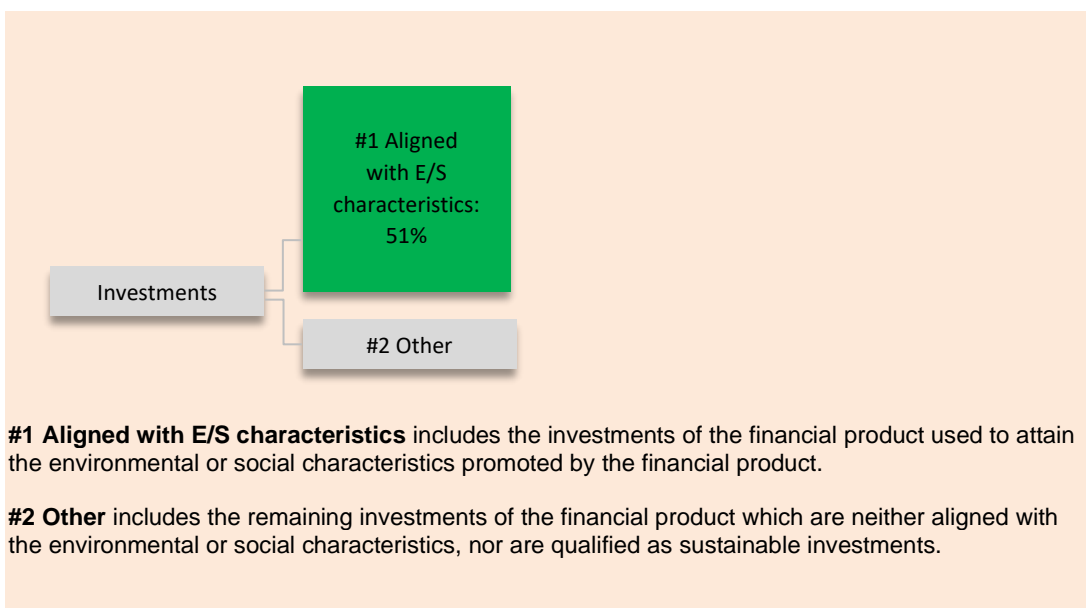 #1 Aligned
with E/S
characteristics:
51%
Investments
#2 Other
#1 Aligned with E/S characteristics includes the investments of the financial product used to attain
the environmental or social characteristics promoted by the financial product.
#2 Other includes the remaining investments of the financial product which are neither aligned with
the environmental or social characteristics, nor are qualified as sustainable investments.